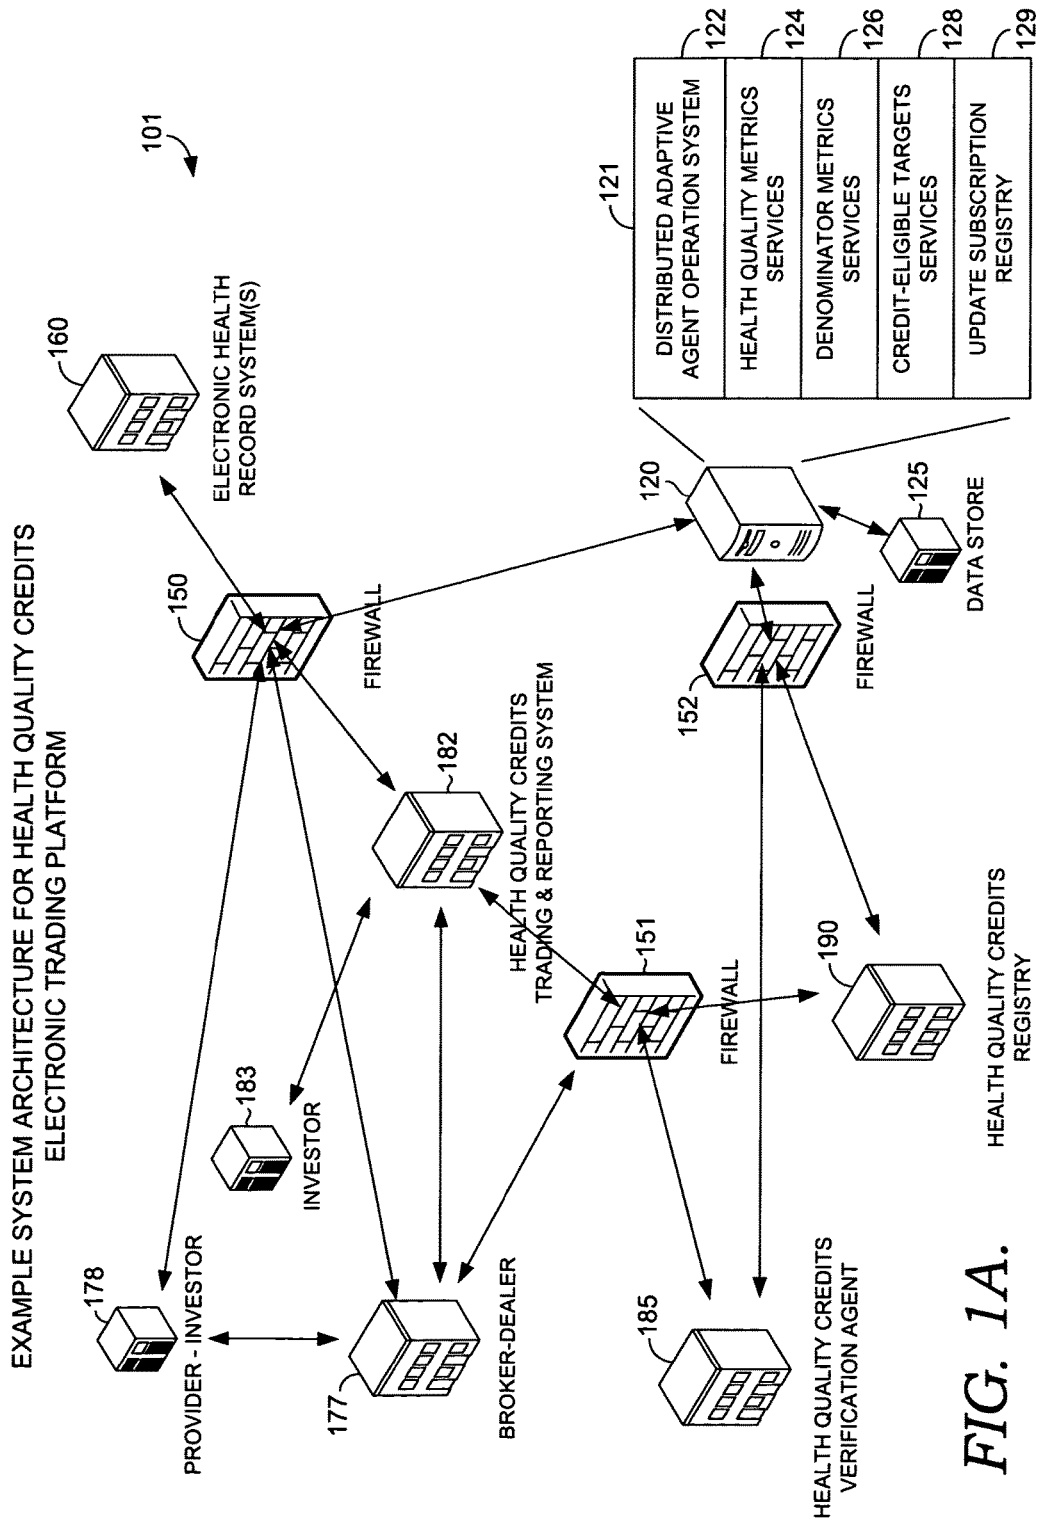 EXAMPLE SYSTEM ARCHITECTURE FOR HEALTH QUALITY CREDITS
ELECTRONIC TRADING PLATFORM
101
160
ELECTRONIC HEALTH
RECORD SYSTEM(S)
150
FIREWALL
178
PROVIDER - INVESTOR
183
INVESTOR
182
HEALTH QUALITY CREDITS
TRADING & REPORTING SYSTEM
177
BROKER-DEALER
151
FIREWALL
152
FIREWALL
120
125
DATA STORE
121
DISTRIBUTED ADAPTIVE
AGENT OPERATION SYSTEM
122
HEALTH QUALITY METRICS
SERVICES
124
DENOMINATOR METRICS
SERVICES
126
CREDIT-ELIGIBLE TARGETS
SERVICES
128
UPDATE SUBSCRIPTION
REGISTRY
129
185
HEALTH QUALITY CREDITS
VERIFICATION AGENT
190
HEALTH QUALITY CREDITS
REGISTRY
FIG. 1A.